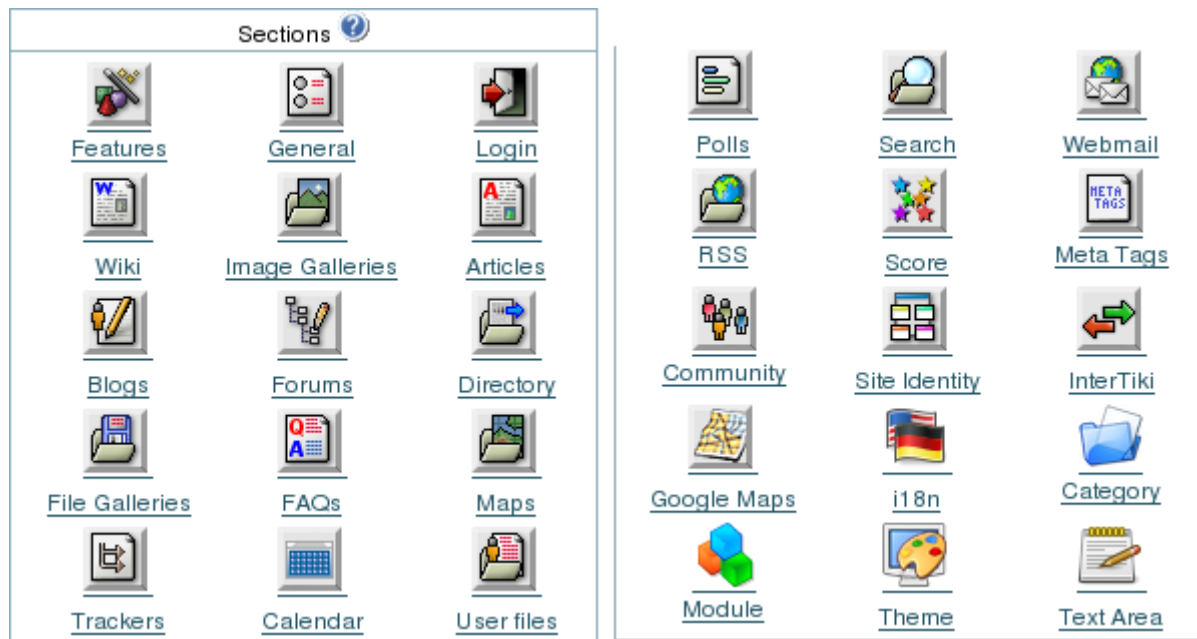 Sections ?
Features General Login
W A
Wiki Image Galleries Articles
Blogs Forums Directory
Q
A
File Galleries FAQs Maps
Trackers Calendar User files
Polls Search Webmail
META
TAGS
RSS Score Meta Tags
Community Site Identity InterTiki
Google Maps i18n Category
Module Theme Text Area